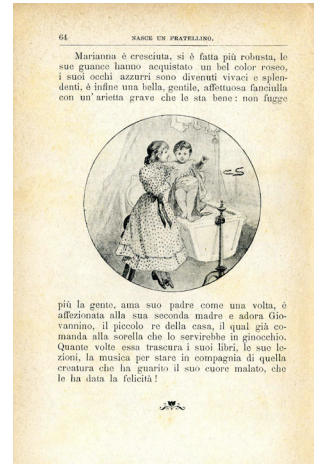 64 NASCE UN FRATELLINO.
Marianna è cresciuta, si è fatta più robusta, le
sue guance hanno acquistato un bel color roseo,
i suoi occhi azzurri sono divenuti vivaci e splen-
denti, è infine una bella, gentile, affettuosa fanciulla
con un' arietta grave che le sta bene: non fugge
più la gente, ama suo padre come una volta, è
affezionata alla sua seconda madre e adora Gio-
vannino, il piccolo re della casa, il qual già co-
manda alla sorella che lo servirebbe in ginocchio.
Quante volte essa trascura i suoi libri, le sue le-
zioni, la musica per stare in compagnia di quella
creatura che ha guarito il suo cuore malato, che
le ha data la felicità!